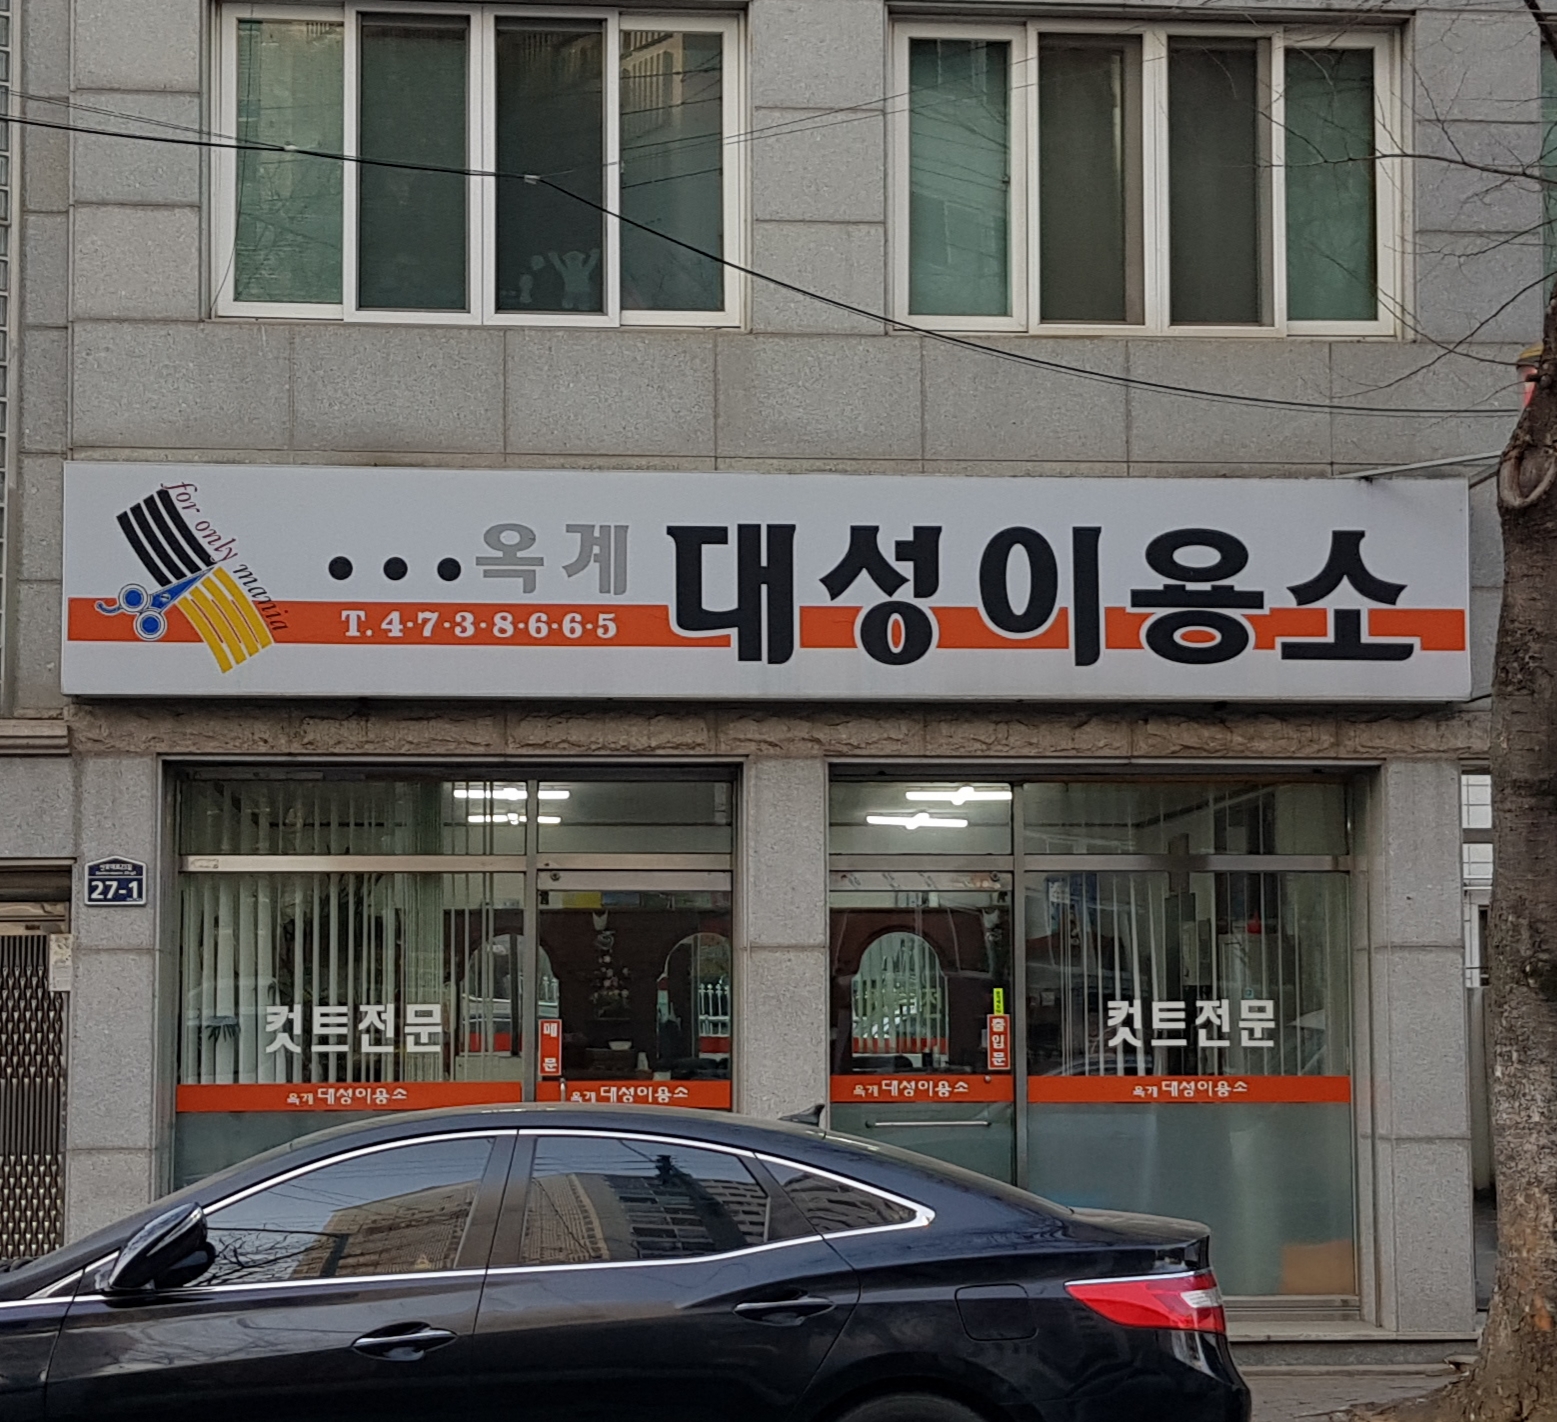 for only mania
옥계 대성이용소
T. 4·7·3·8·6·6·5
27-1
컷트전문
컷트전문
매문
출입문
옥계 대성이용소
옥계 대성이용소
옥계 대성이용소
옥계 대성이용소